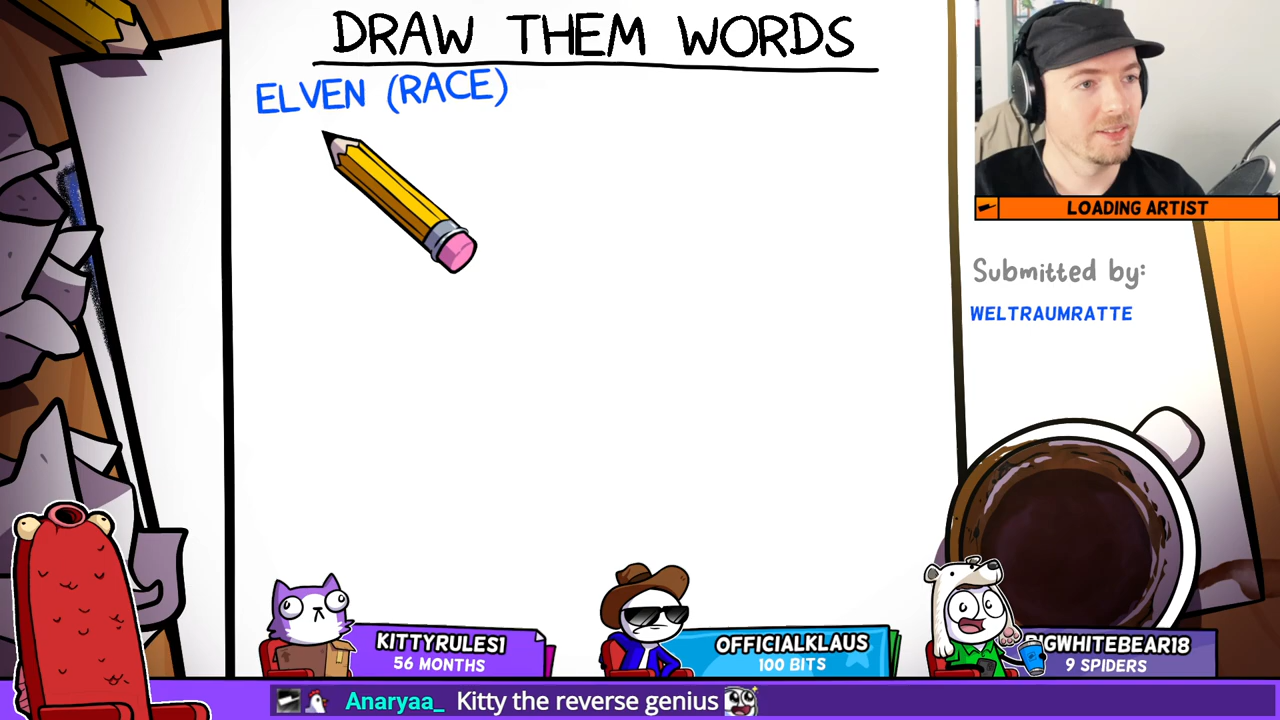 DRAW THEM WORDS
ELVEN (RACE)
LOADING ARTIST
Submitted by:
WELTRAUMRATTE
KITTYRULES1
56 MONTHS
OFFICIALKLAUS
100 BITS
BIGWHITEBEAR18
9 SPIDERS
Anaryaa_ Kitty the reverse genius